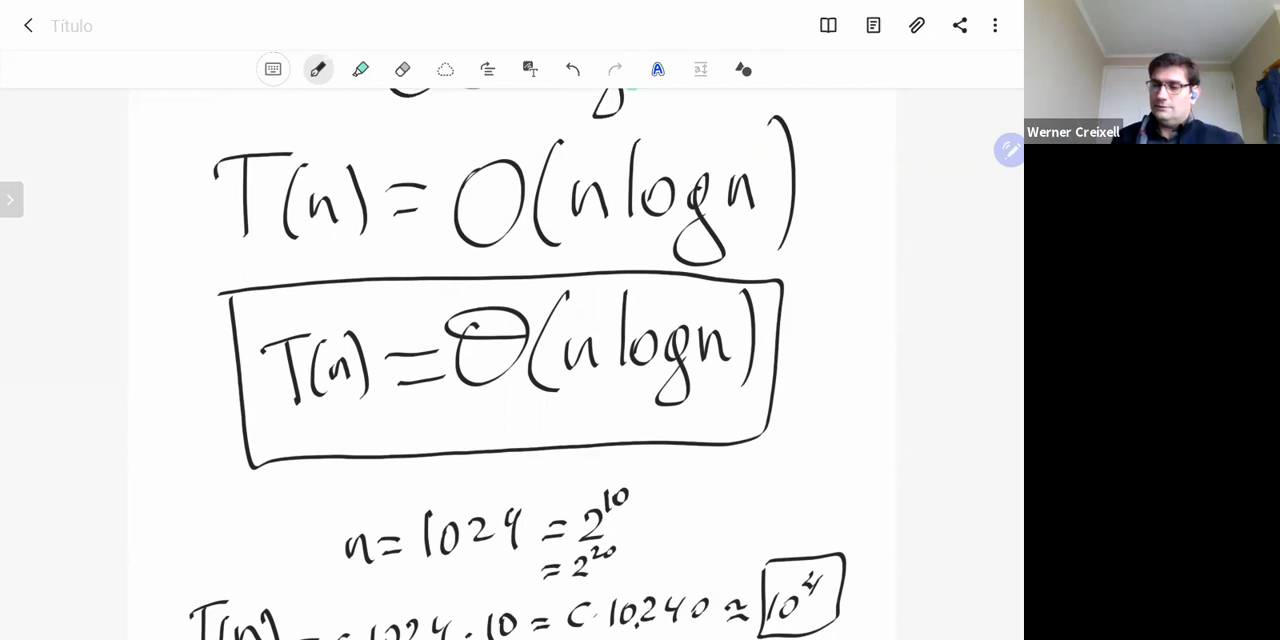 Título
Werner Creixell
T(n) = O(n log n)
T(n) = Θ(n log n)
n = 1024 = 2^10
= 2^20
T(n) = c 1024 · 10 = C · 10.240 ≈ 10^4